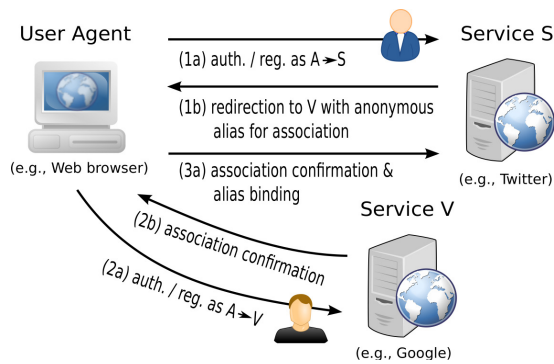 User Agent
Service S
(1a) auth. / reg. as A➛S
(1b) redirection to V with anonymous
alias for association
(e.g., Web browser)
(3a) association confirmation &
alias binding
(e.g., Twitter)
Service V
(2b) association confirmation
(2a) auth. / reg. as A➛V
(e.g., Google)